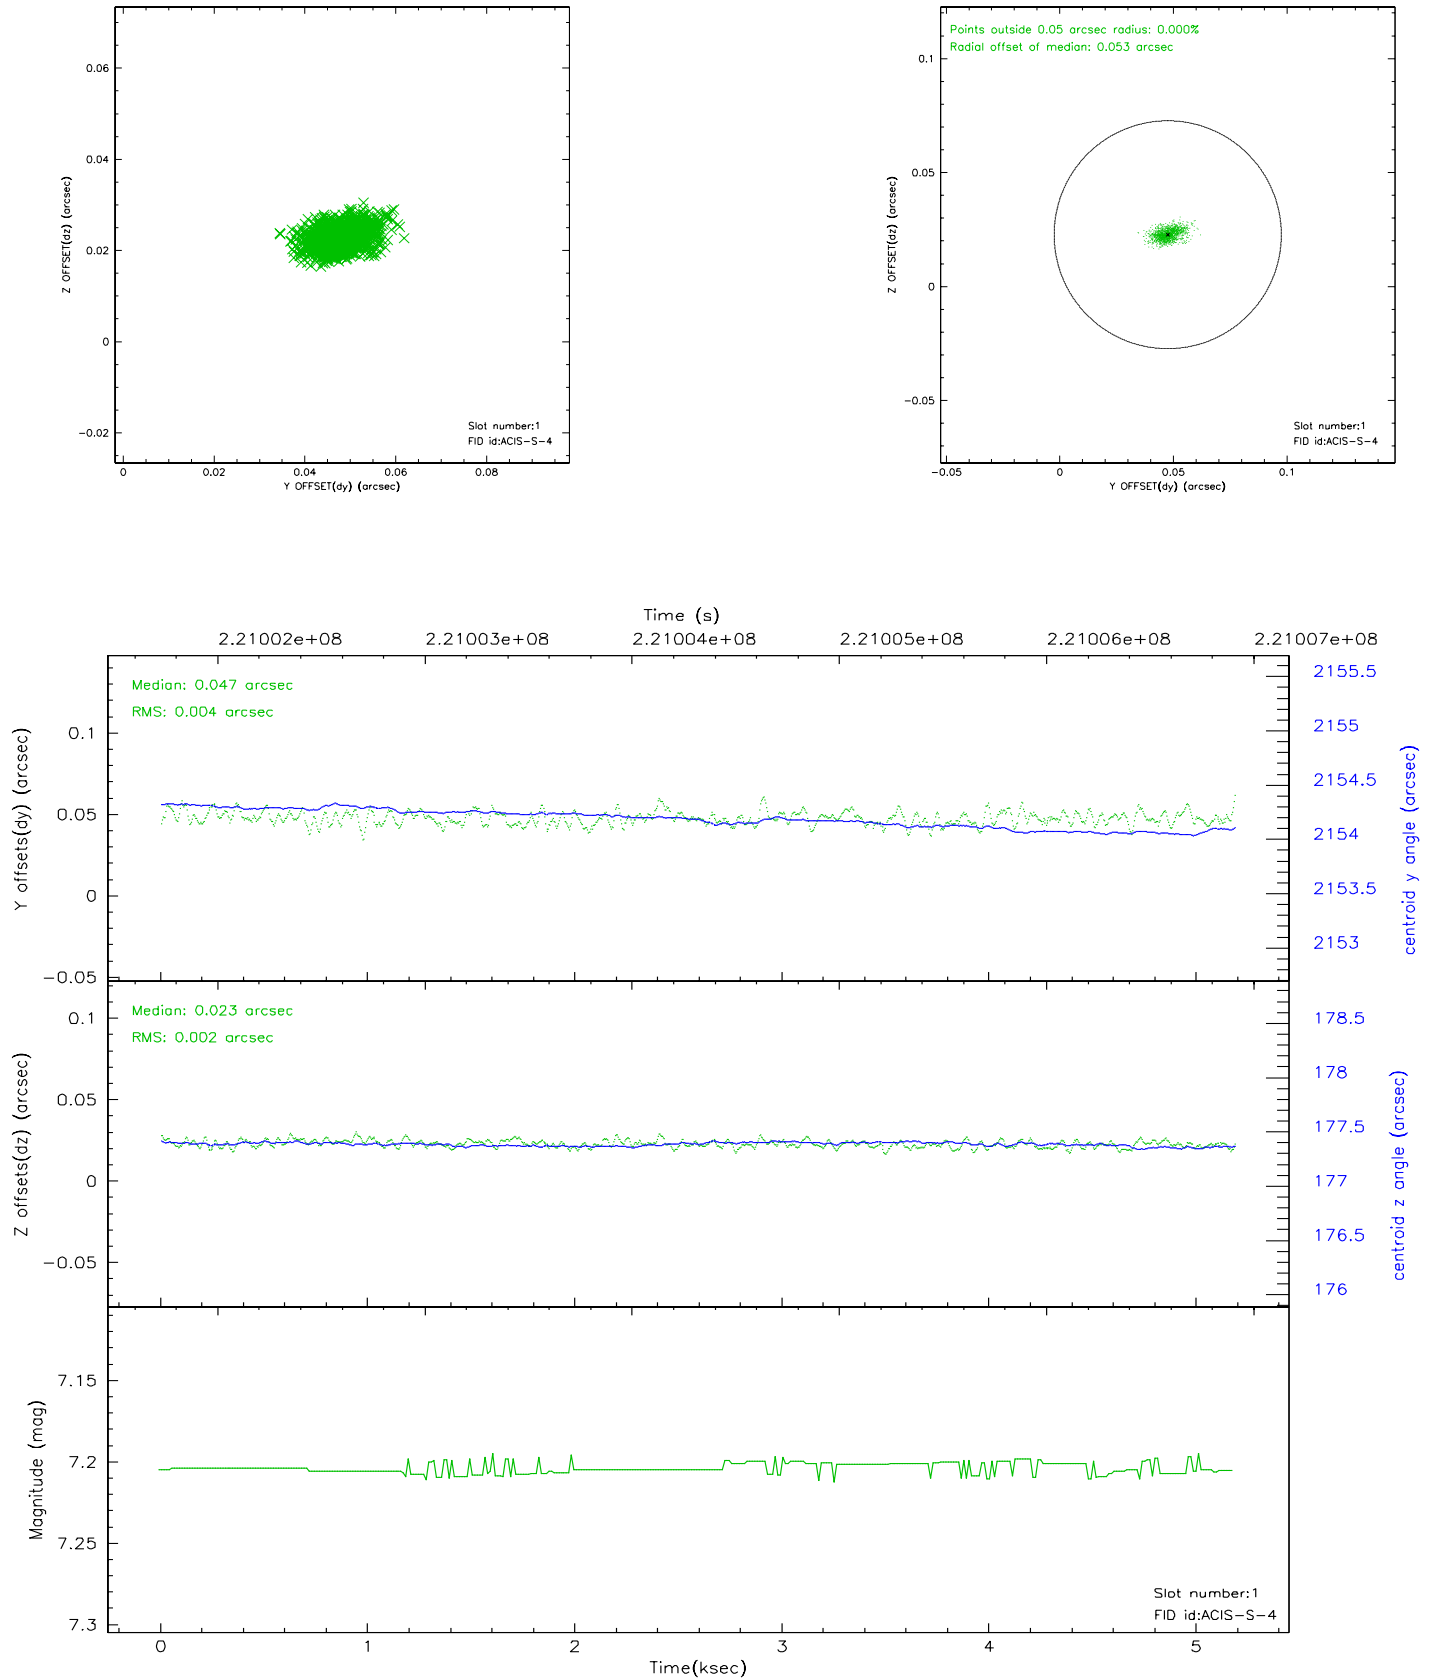 0.06
0.04
0.02
0
-0.02
Z OFFSET(dz) (arcsec)
Slot number:1
FID id:ACIS-S-4
0 0.02 0.04 0.06 0.08
Y OFFSET(dy) (arcsec)
Points outside 0.05 arcsec radius: 0.000%
Radial offset of median: 0.053 arcsec
0.1
0.05
0
-0.05
Z OFFSET(dz) (arcsec)
Slot number:1
FID id:ACIS-S-4
-0.05 0 0.05 0.1
Y OFFSET(dy) (arcsec)
Time (s)
2.21002e+08 2.21003e+08 2.21004e+08 2.21005e+08 2.21006e+08 2.21007e+08
Median: 0.047 arcsec
RMS: 0.004 arcsec
0.1
0.05
0
-0.05
Y offsets(dy) (arcsec)
2155.5
2155
2154.5
2154
2153.5
2153
centroid y angle (arcsec)
Median: 0.023 arcsec
RMS: 0.002 arcsec
0.1
0.05
0
-0.05
Z offsets(dz) (arcsec)
178.5
178
177.5
177
176.5
176
centroid z angle (arcsec)
7.15
7.2
7.25
7.3
Magnitude (mag)
Slot number:1
FID id:ACIS-S-4
0 1 2 3 4 5
Time(ksec)